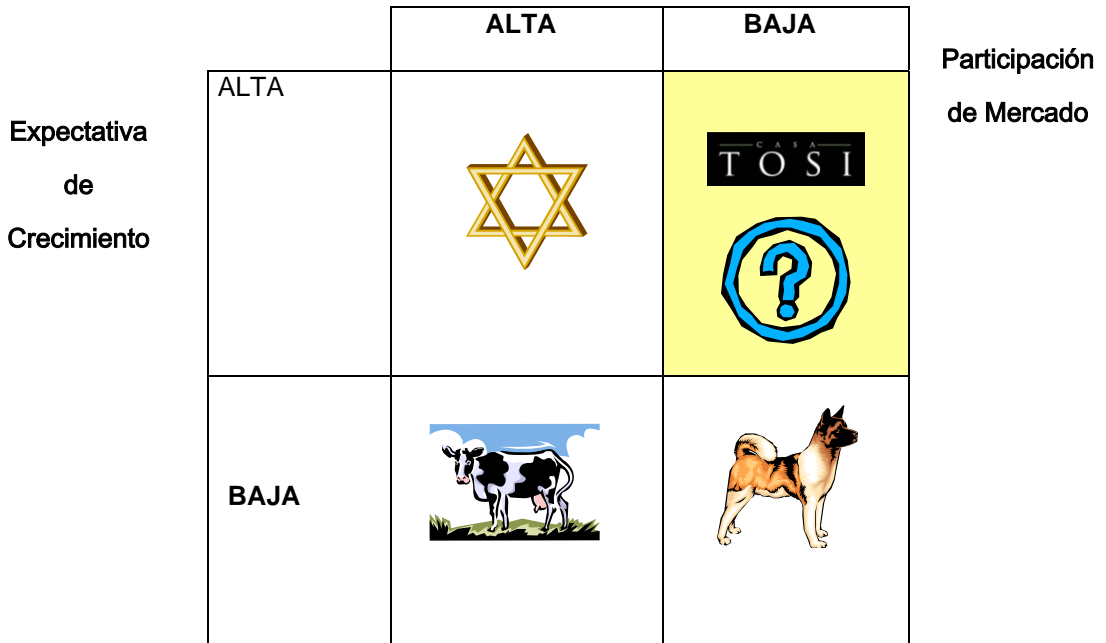 ALTA
BAJA
Participación
de Mercado
ALTA
Expectativa
de
Crecimiento
CASA
TOSI
?
BAJA